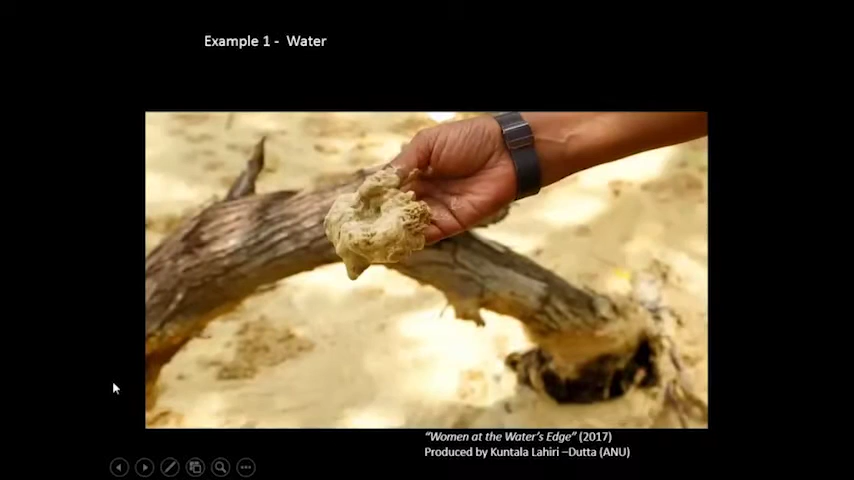 Example 1 - Water
“Women at the Water’s Edge” (2017)
Produced by Kuntala Lahiri –Dutta (ANU)